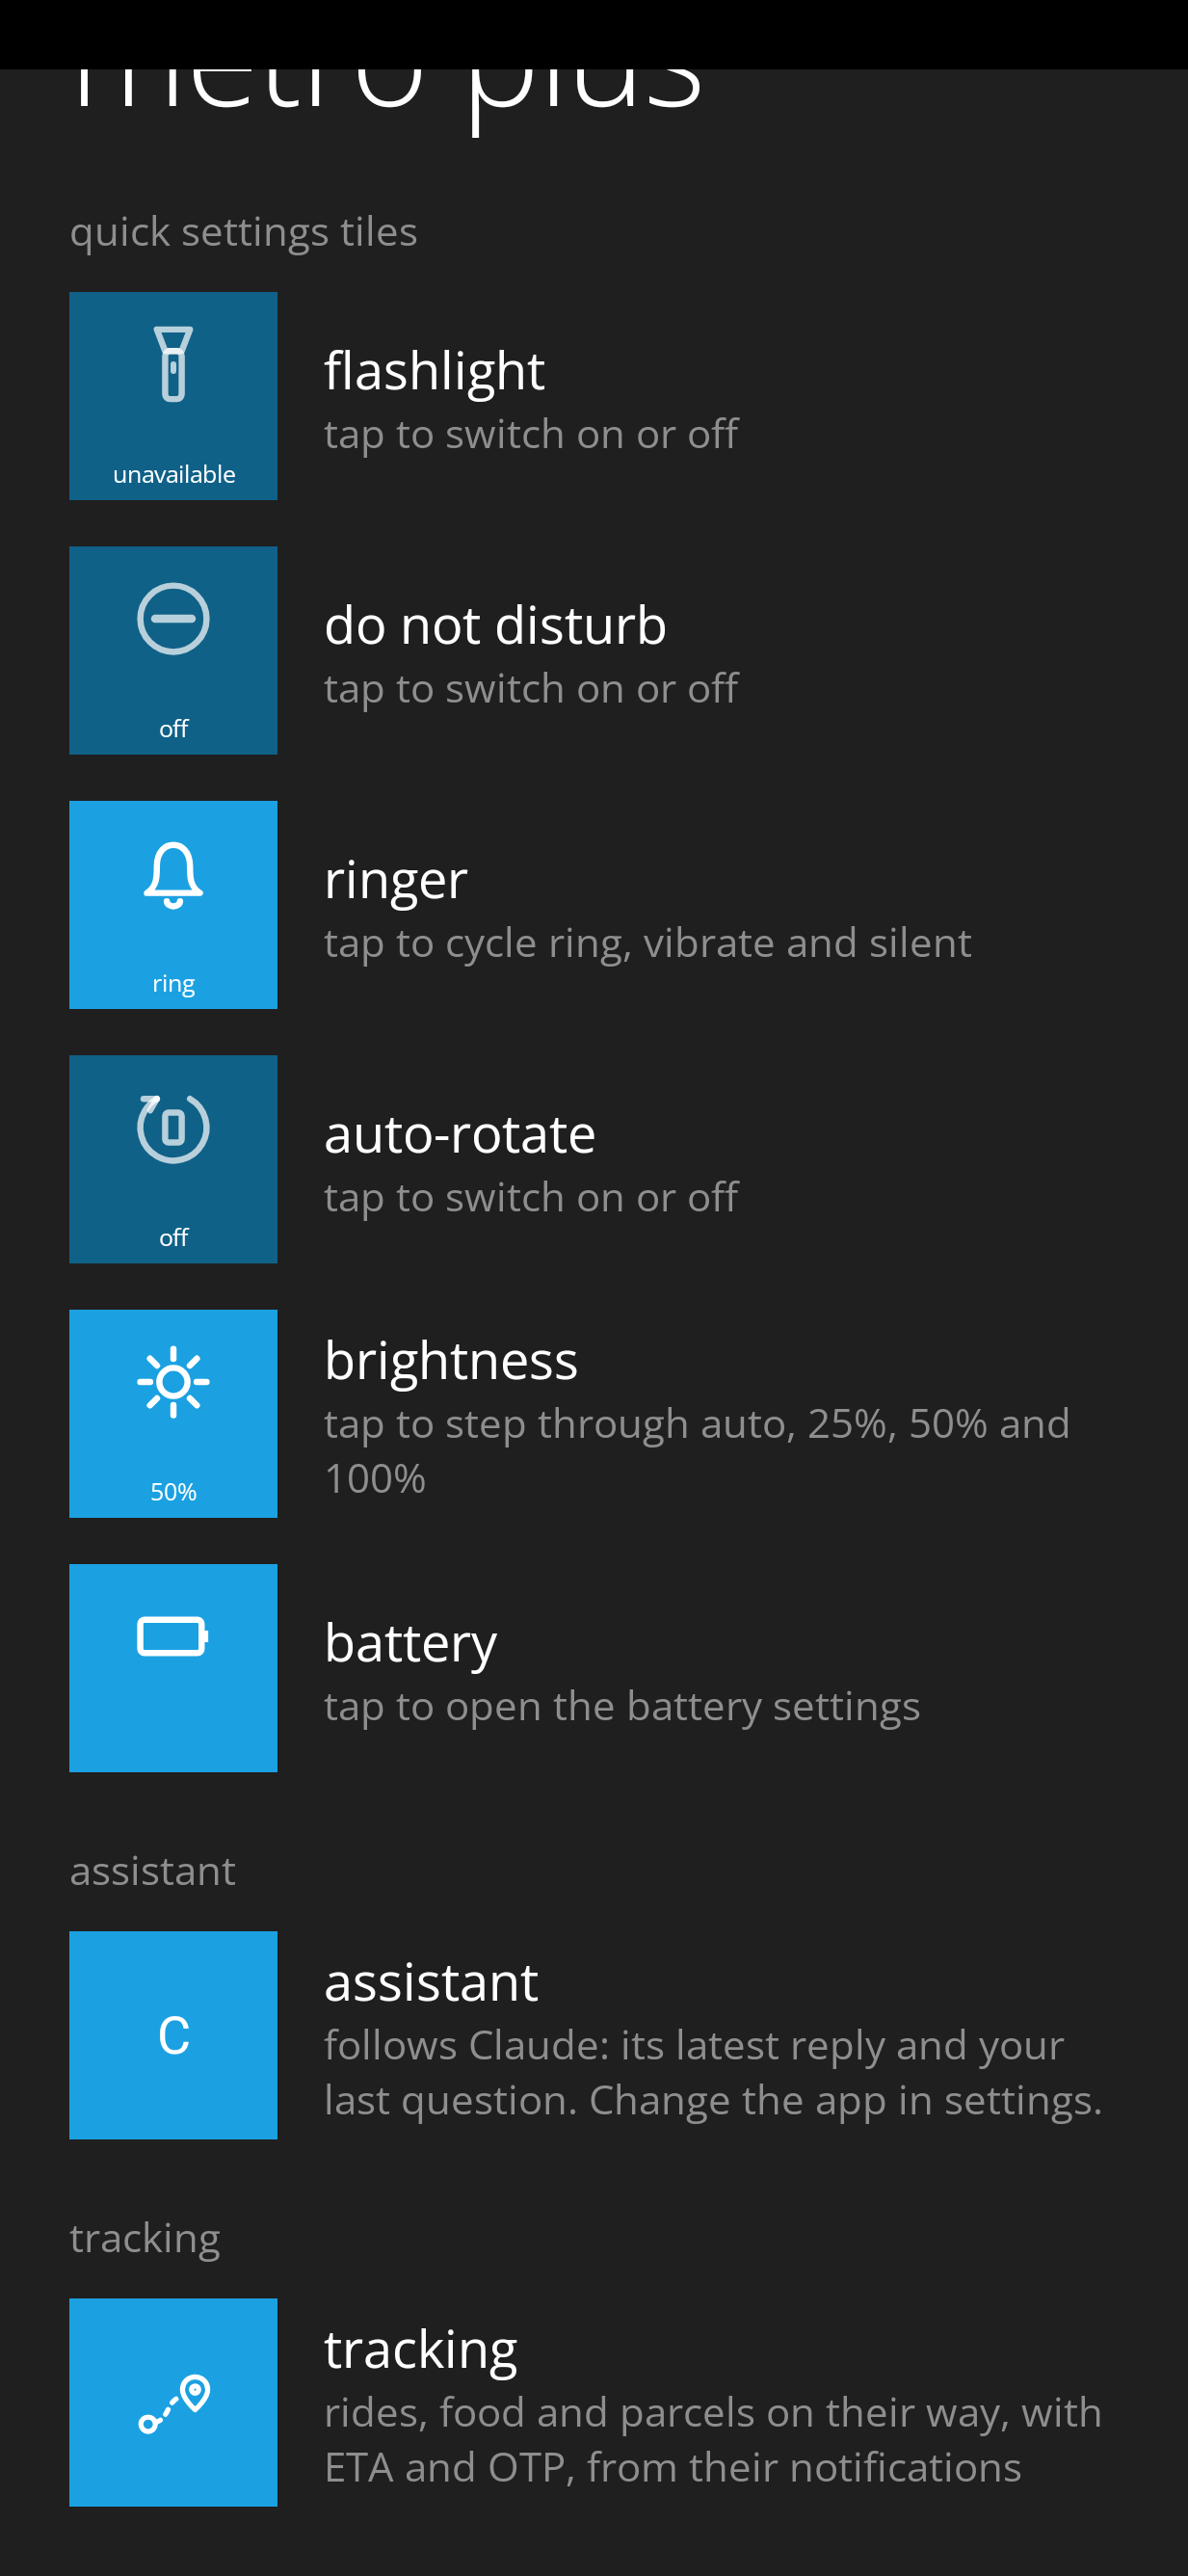 metro plus
quick settings tiles
flashlight
tap to switch on or off
unavailable
do not disturb
tap to switch on or off
off
ringer
tap to cycle ring, vibrate and silent
ring
auto-rotate
tap to switch on or off
off
brightness
tap to step through auto, 25%, 50% and
100%
50%
battery
tap to open the battery settings
assistant
C
assistant
follows Claude: its latest reply and your
last question. Change the app in settings.
tracking
tracking
rides, food and parcels on their way, with
ETA and OTP, from their notifications